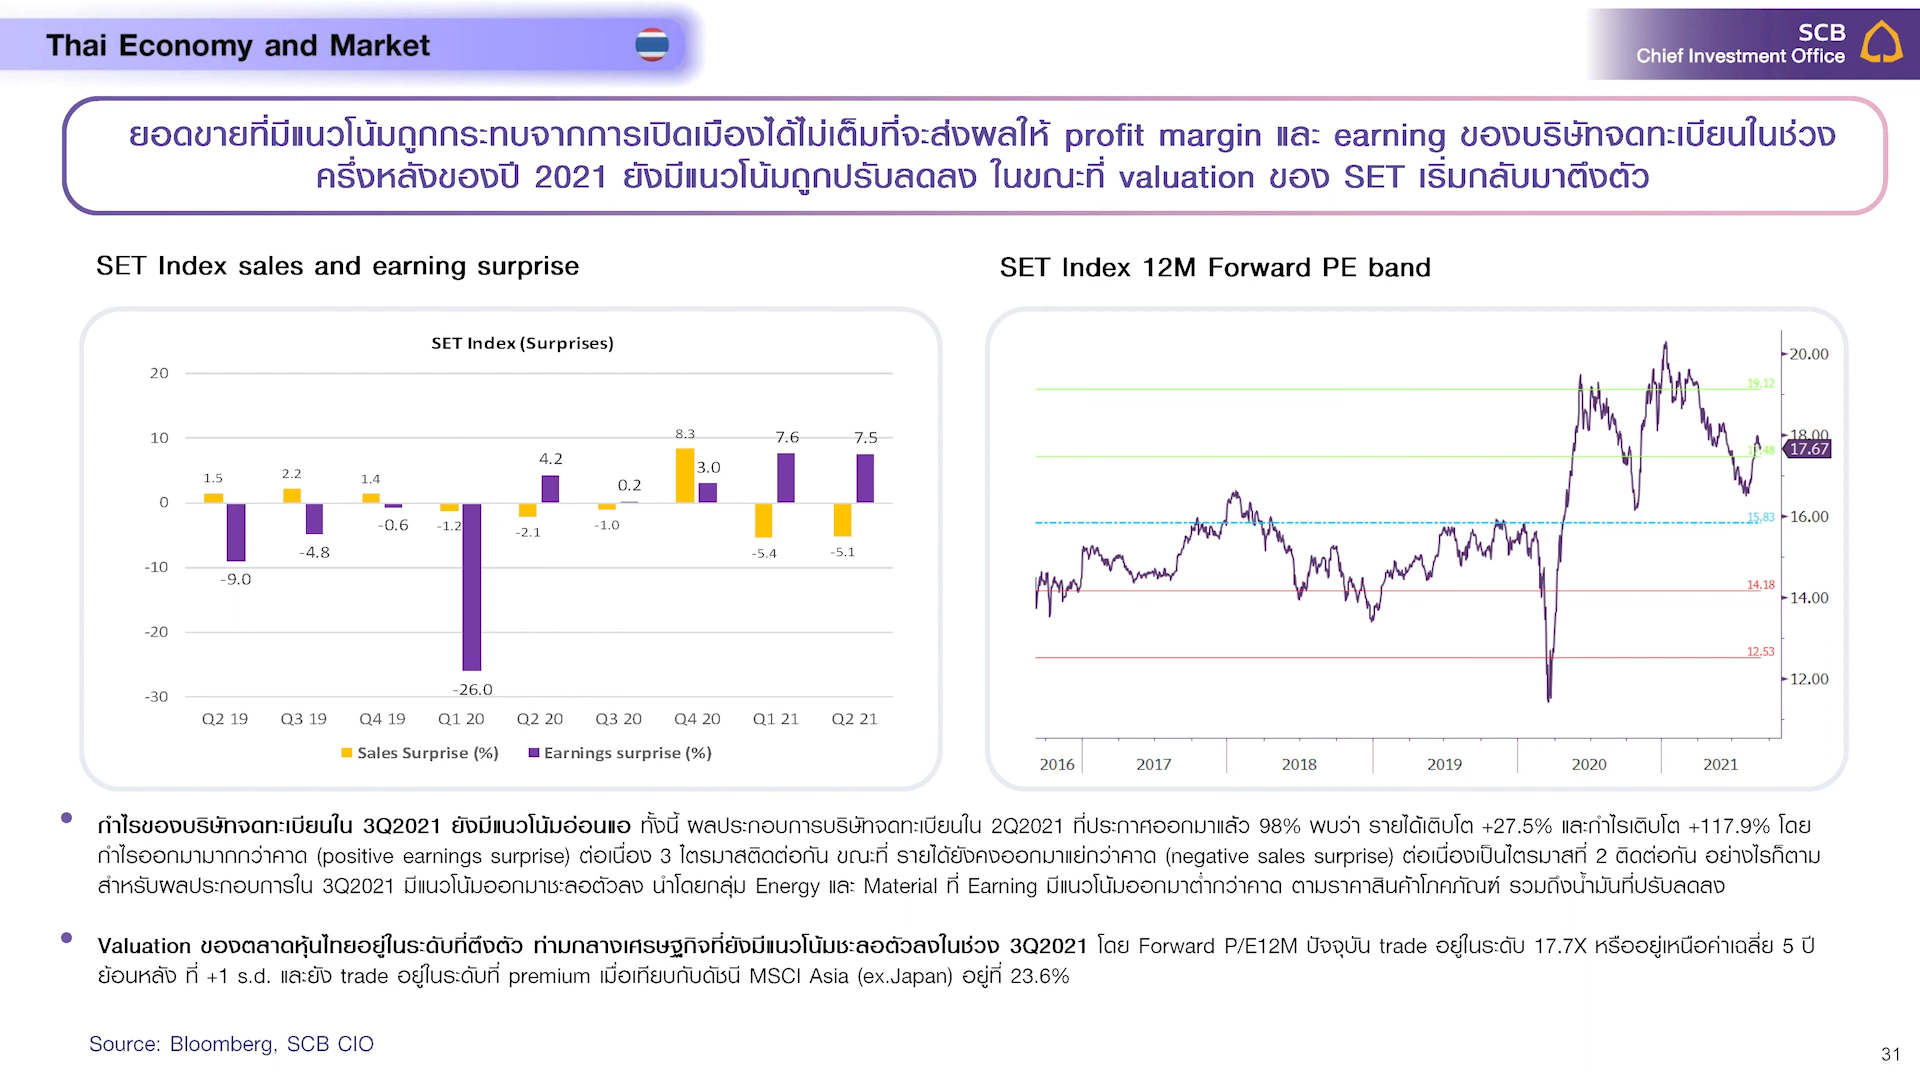 Thai Economy and Market
SCB
Chief Investment Office
ยอดขายที่มีแนวโน้มถูกกระทบจากการเปิดเมืองได้ไม่เต็มที่จะส่งผลให้ profit margin และ earning ของบริษัทจดทะเบียนในช่วง
ครึ่งหลังของปี 2021 ยังมีแนวโน้มถูกปรับลดลง ในขณะที่ valuation ของ SET เริ่มกลับมาตึงตัว
SET Index sales and earning surprise
SET Index (Surprises)
20
10
0
-10
-20
-30
1.5
2.2
1.4
-1.2
-2.1
-1.0
8.3
-5.4
-5.1
-9.0
-4.8
-0.6
-26.0
4.2
0.2
3.0
7.6
7.5
Q2 19 Q3 19 Q4 19 Q1 20 Q2 20 Q3 20 Q4 20 Q1 21 Q2 21
Sales Surprise (%) Earnings surprise (%)
SET Index 12M Forward PE band
20.00
19.12
18.00
17.67
16.00
15.83
14.18
14.00
12.53
12.00
2016 2017 2018 2019 2020 2021
กำไรของบริษัทจดทะเบียนใน 3Q2021 ยังมีแนวโน้มอ่อนแอ ทั้งนี้ ผลประกอบการบริษัทจดทะเบียนใน 2Q2021 ที่ประกาศออกมาแล้ว 98% พบว่า รายได้เติบโต +27.5% และกำไรเติบโต +117.9% โดย
กำไรออกมามากกว่าคาด (positive earnings surprise) ต่อเนื่อง 3 ไตรมาสติดต่อกัน ขณะที่ รายได้ยังคงออกมาแย่กว่าคาด (negative sales surprise) ต่อเนื่องเป็นไตรมาสที่ 2 ติดต่อกัน อย่างไรก็ตาม
สำหรับผลประกอบการใน 3Q2021 มีแนวโน้มออกมาชะลอตัวลง นำโดยกลุ่ม Energy และ Material ที่ Earning มีแนวโน้มออกมาต่ำกว่าคาด ตามราคาสินค้าโภคภัณฑ์ รวมถึงน้ำมันที่ปรับลดลง
Valuation ของตลาดหุ้นไทยอยู่ในระดับที่ตึงตัว ท่ามกลางเศรษฐกิจที่ยังมีแนวโน้มชะลอตัวลงในช่วง 3Q2021 โดย Forward P/E12M ปัจจุบัน trade อยู่ในระดับ 17.7X หรืออยู่เหนือค่าเฉลี่ย 5 ปี
ย้อนหลัง ที่ +1 s.d. และยัง trade อยู่ในระดับที่ premium เมื่อเทียบกับดัชนี MSCI Asia (ex.Japan) อยู่ที่ 23.6%
Source: Bloomberg, SCB CIO
31